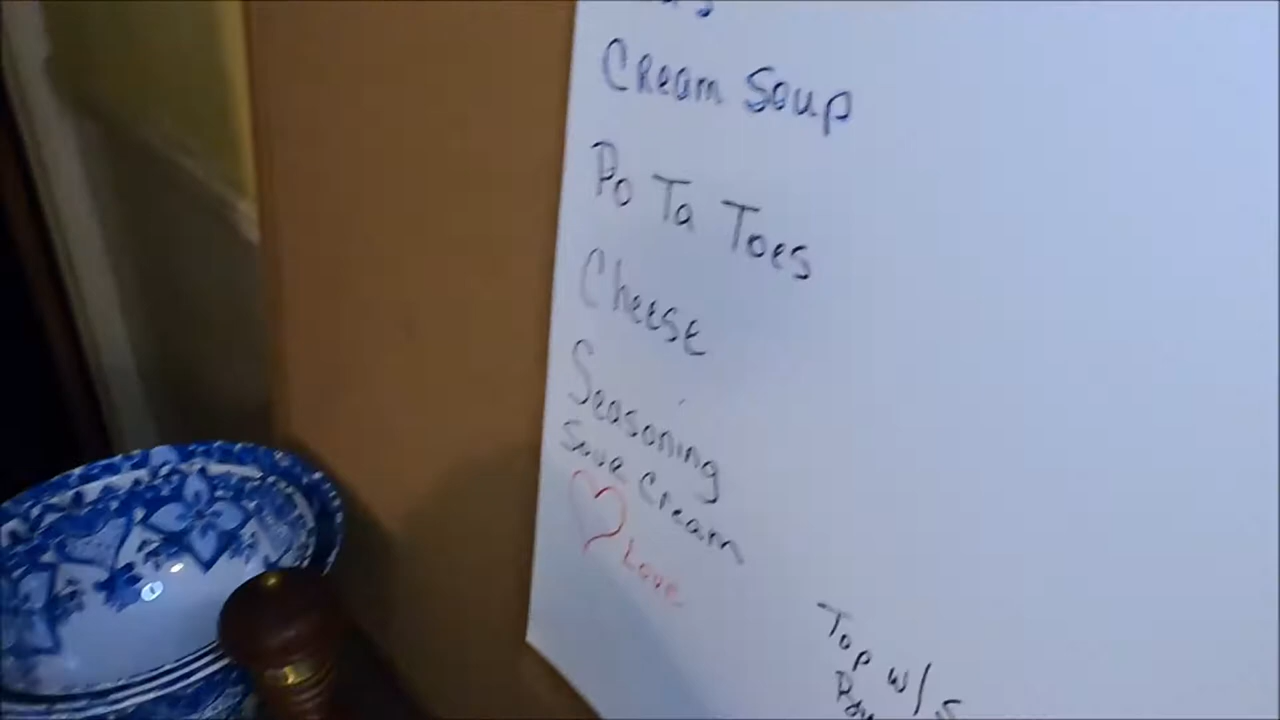 Cream Soup
Po Ta Toes
Cheese
Seasoning
Sour Cream
Love
Top w/